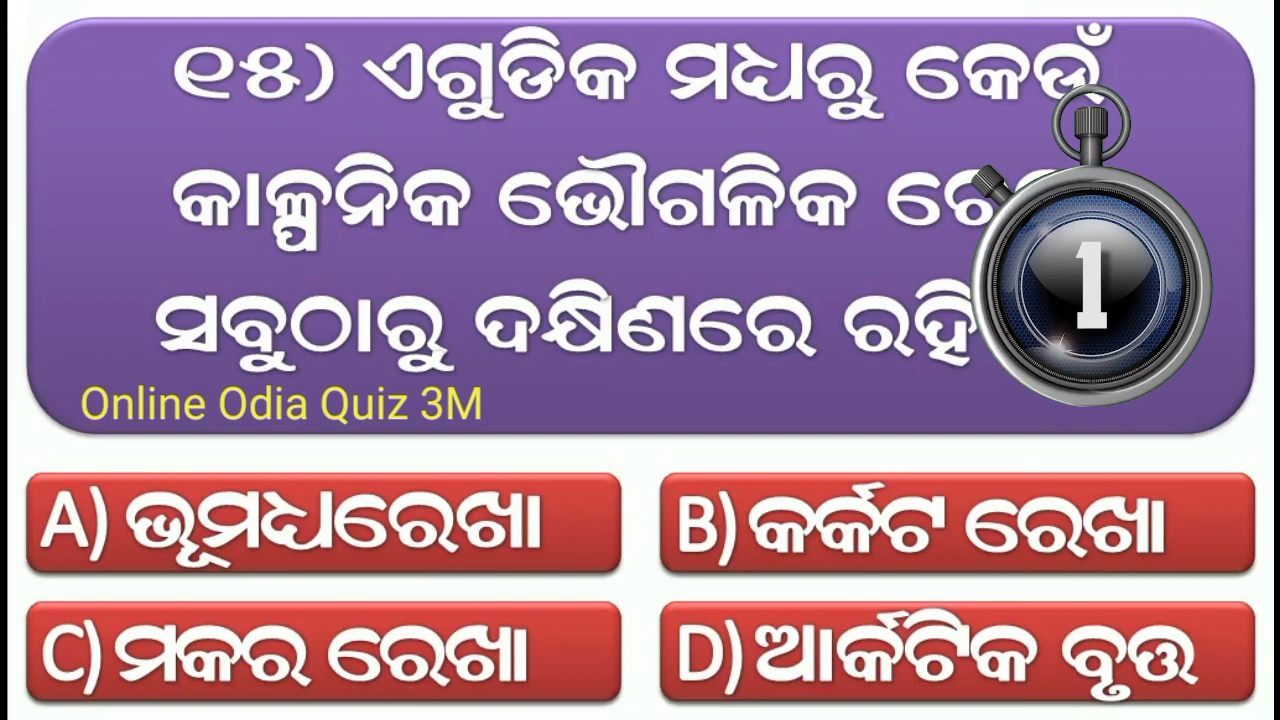 ୧୫) ଏଗୁଡିକ ମଧ୍ୟରୁ କେଉଁ
କାଳ୍ପନିକ ଭୌଗଳିକ
ସବୁଠାରୁ ଦକ୍ଷିଣରେ
1
Online Odia Quiz 3M
A) ଭୂମଧ୍ୟରେଖା
B) କର୍କଟ ରେଖା
C) ମକର ରେଖା
D) ଆର୍କଟିକ ବୃତ୍ତ